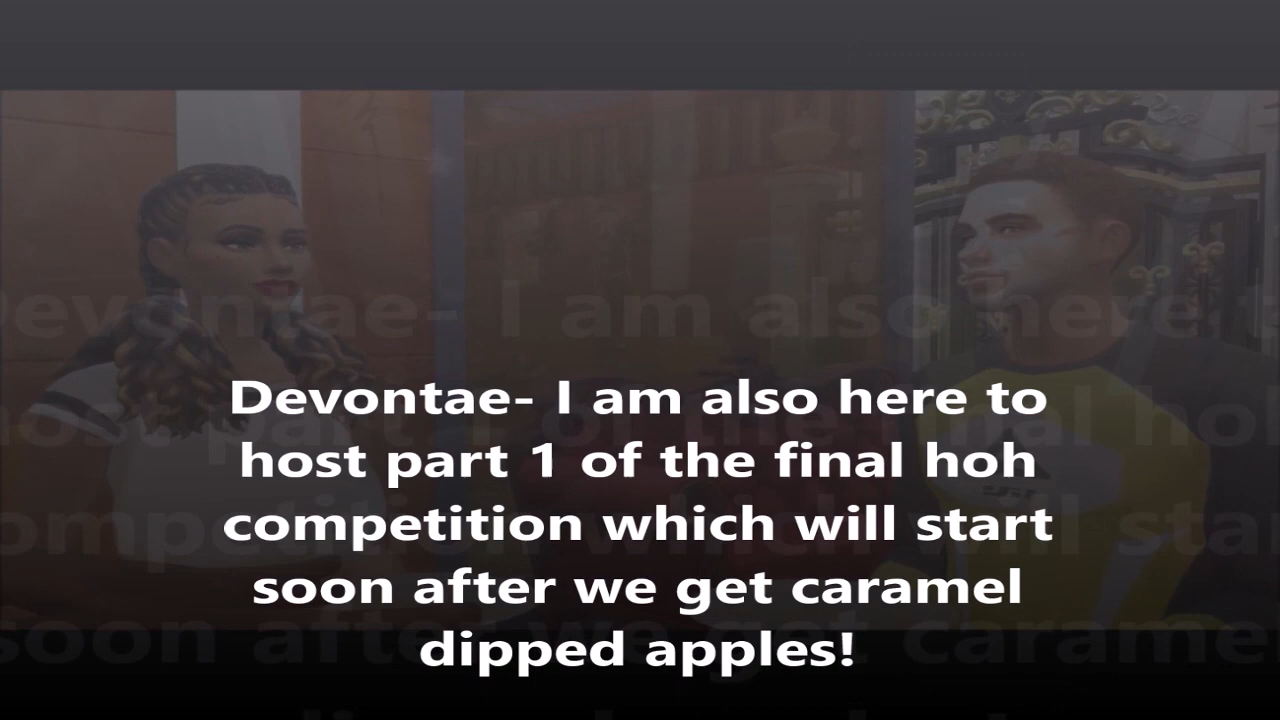 Devontae- I am also here to
host part 1 of the final hoh
competition which will start
soon after we get caramel
dipped apples!